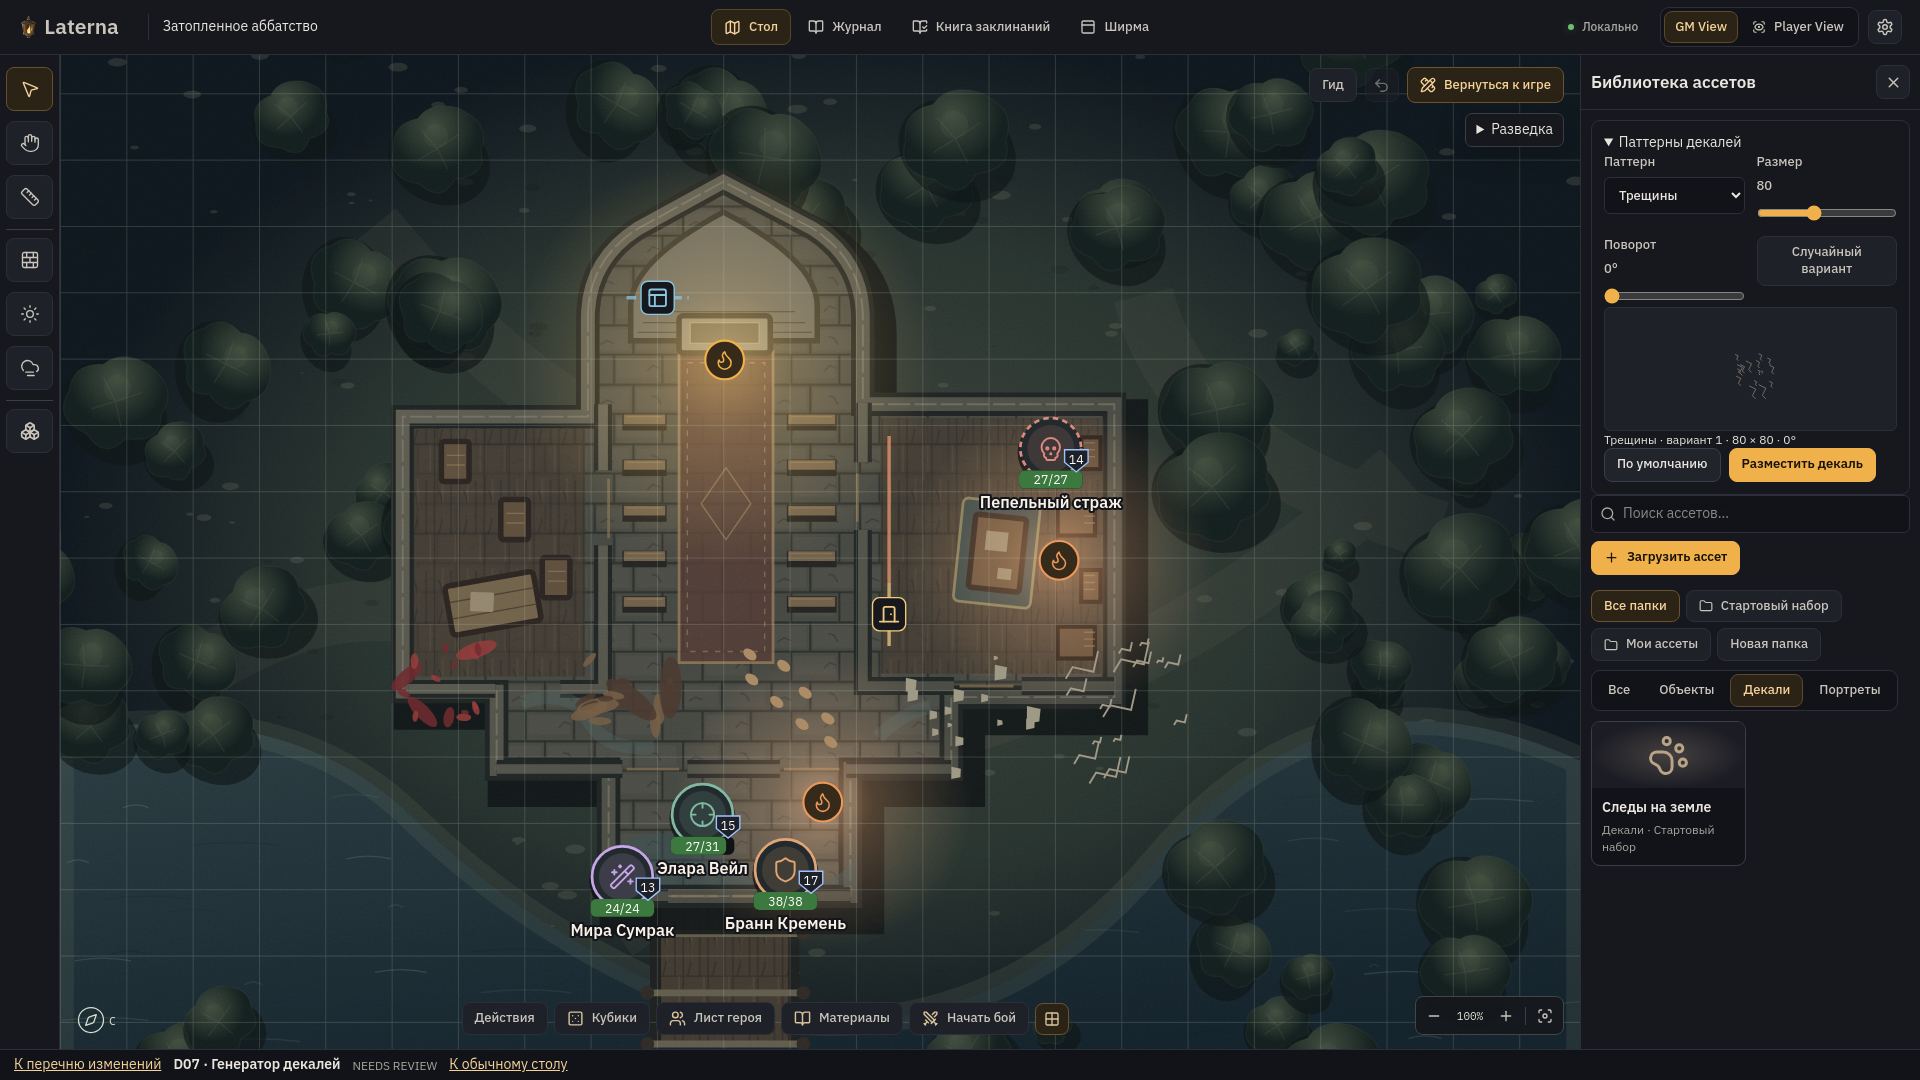 Laterna
Затопленное аббатство
Стол
Журнал
Книга заклинаний
Ширма
Локально
GM View
Player View
Гид
Вернуться к игре
Разведка
Библиотека ассетов
Паттерны декалей
Паттерн
Размер
80
Трещины
Поворот
0°
Случайный
вариант
Трещины · вариант 1 · 80 × 80 · 0°
По умолчанию
Разместить декаль
Поиск ассетов...
Загрузить ассет
Все папки
Стартовый набор
Мои ассеты
Новая папка
Все
Объекты
Декали
Портреты
Следы на земле
Декали · Стартовый
набор
14
27/27
Пепельный страж
15
27/31
Элара Вейл
13
24/24
Мира Сумрак
17
38/38
Бранн Кремень
С
Действия
Кубики
Лист героя
Материалы
Начать бой
100%
К перечню изменений
D07 · Генератор декалей
NEEDS REVIEW
К обычному столу